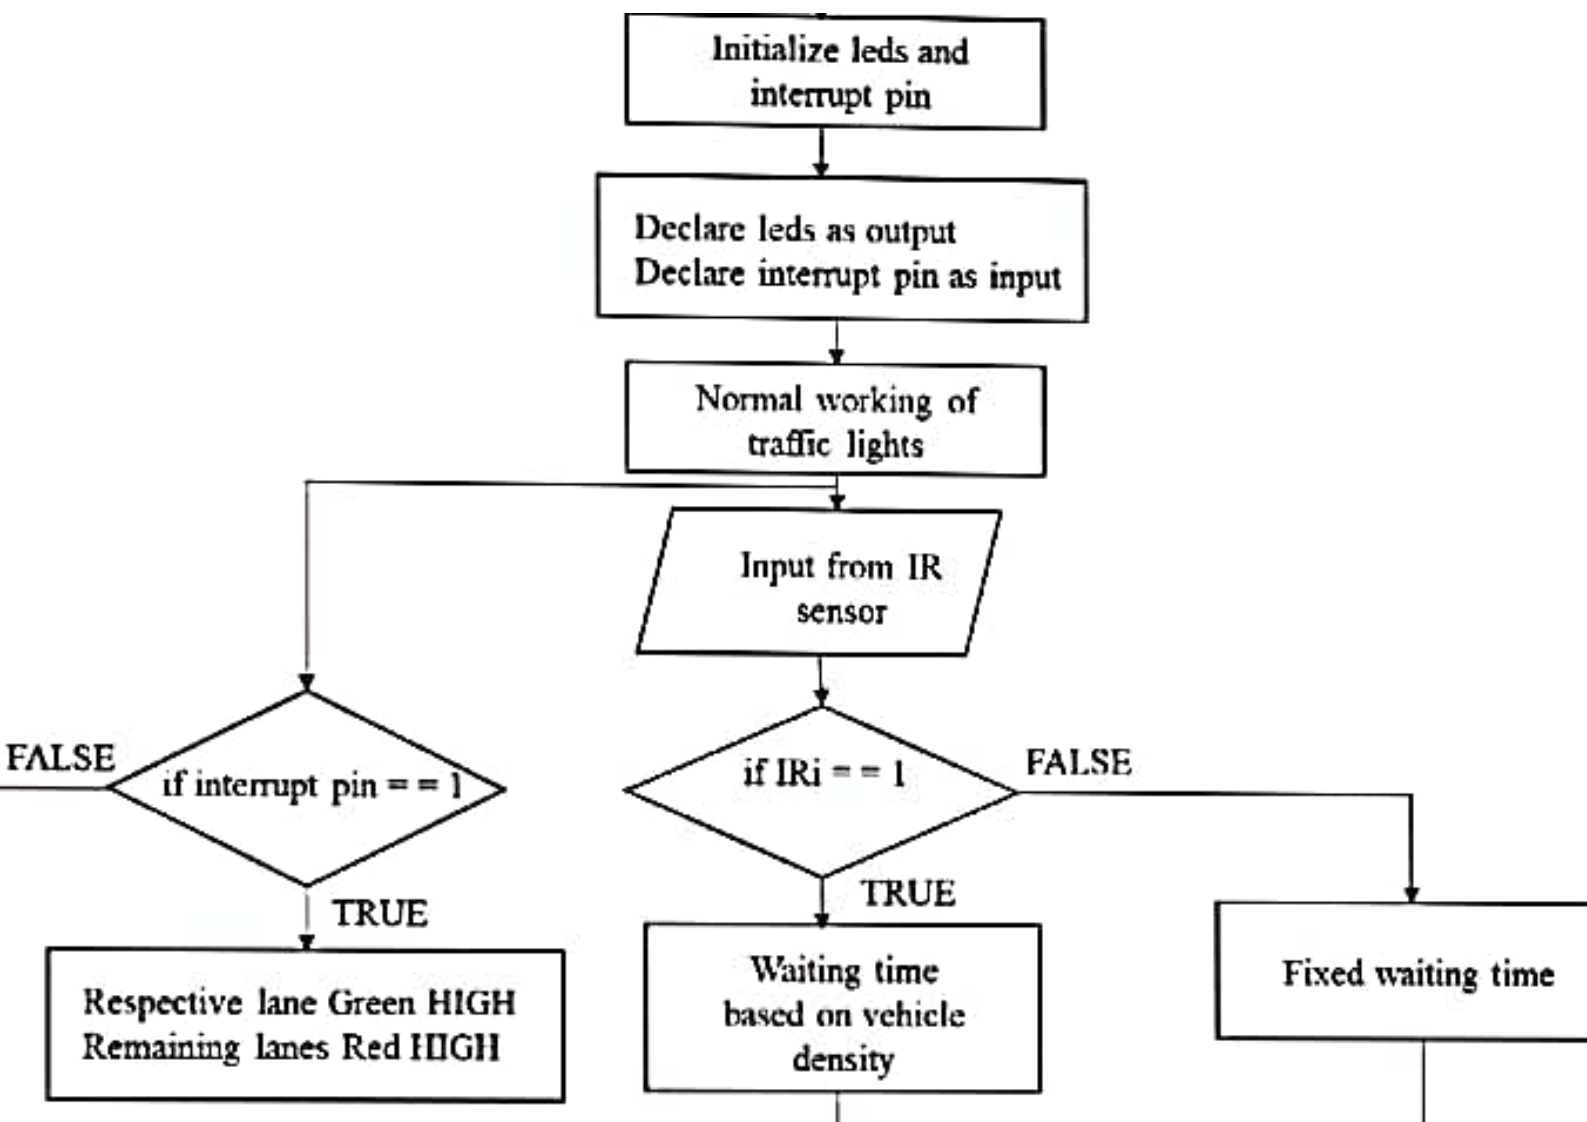 Initialize leds and
interrupt pin
Declare leds as output
Declare interrupt pin as input
Normal working of
traffic lights
Input from IR
sensor
FALSE
if interrupt pin = = 1
if IRi = = 1
FALSE
TRUE
TRUE
Respective lane Green HIGH
Remaining lanes Red HIGH
Waiting time
based on vehicle
density
Fixed waiting time